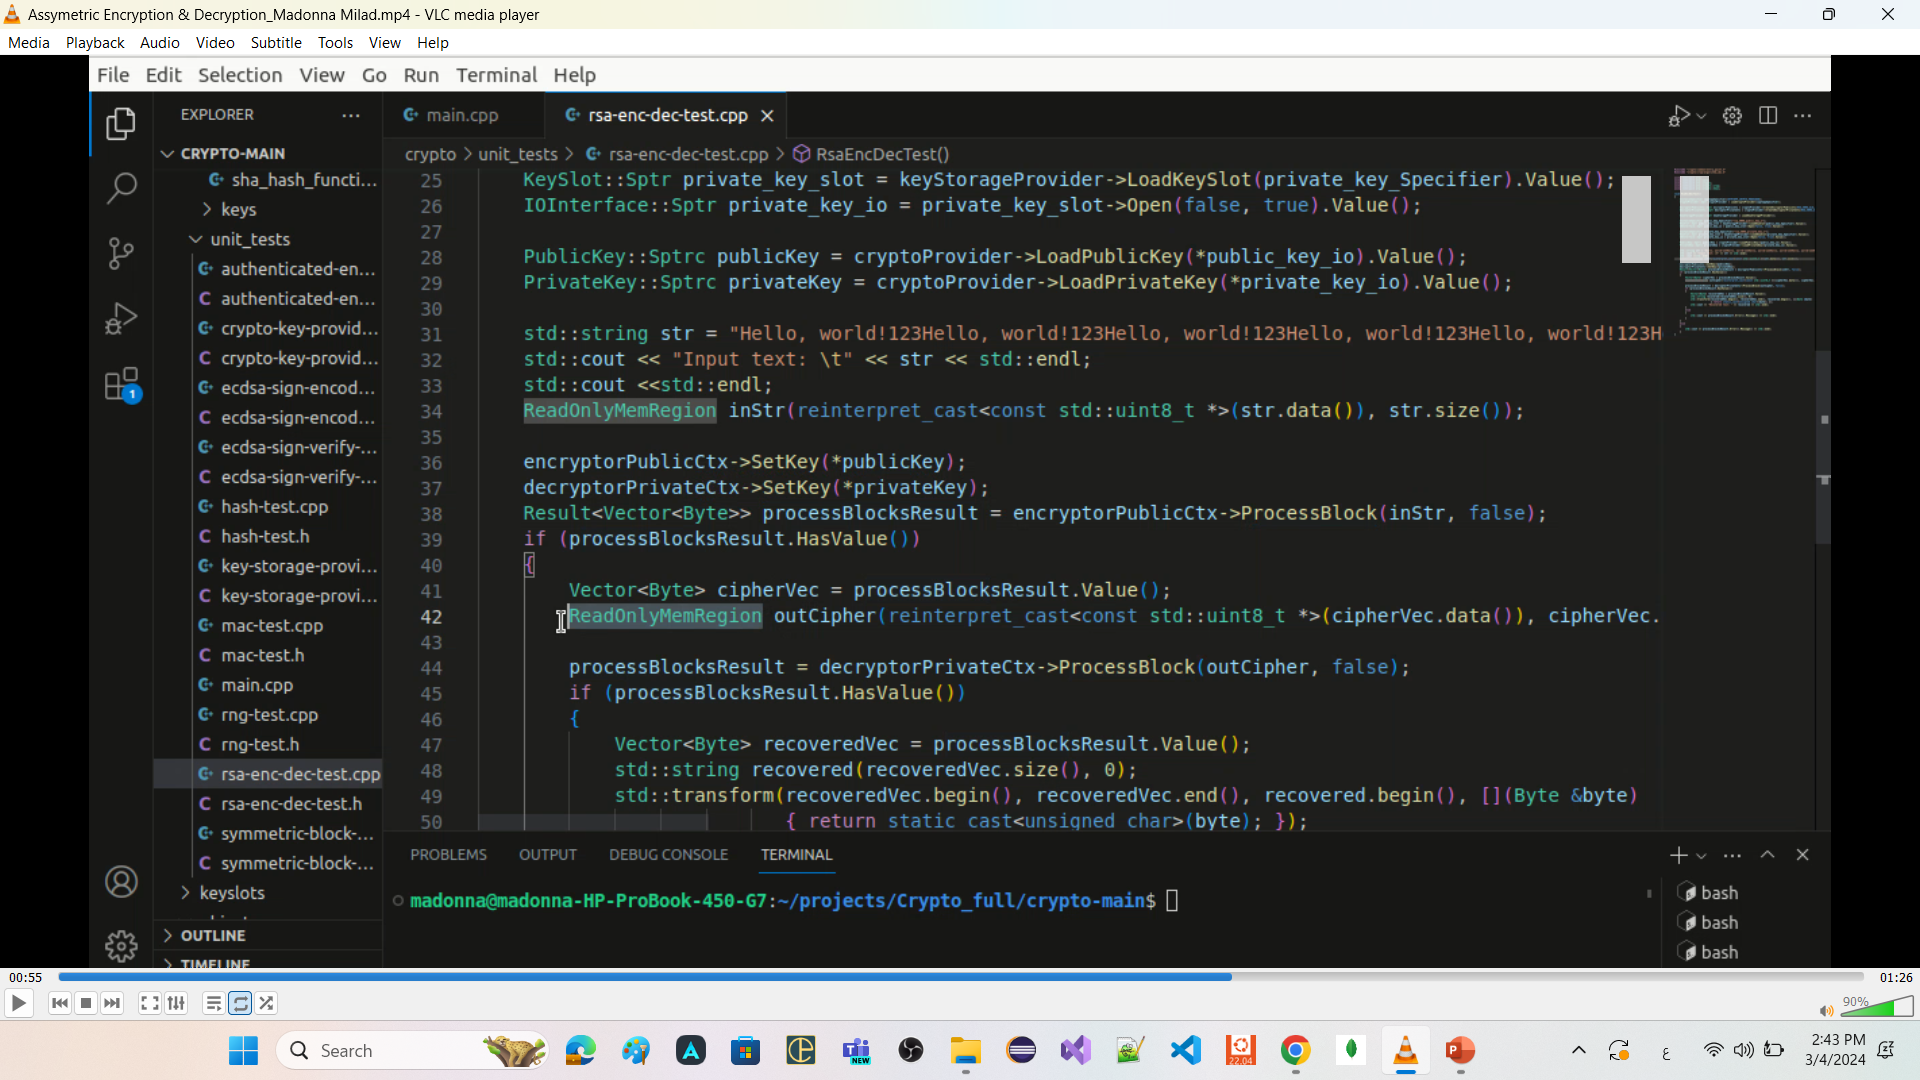 Assymetric Encryption & Decryption_Madonna Milad.mp4 - VLC media player
Media Playback Audio Video Subtitle Tools View Help
File Edit Selection View Go Run Terminal Help
EXPLORER
CRYPTO-MAIN
sha_hash_functi...
keys
unit_tests
authenticated-en...
authenticated-en...
crypto-key-provid...
crypto-key-provid...
ecdsa-sign-encod...
ecdsa-sign-encod...
ecdsa-sign-verify-...
ecdsa-sign-verify-...
hash-test.cpp
hash-test.h
key-storage-provi...
key-storage-provi...
mac-test.cpp
mac-test.h
main.cpp
rng-test.cpp
rng-test.h
rsa-enc-dec-test.cpp
rsa-enc-dec-test.h
symmetric-block-...
symmetric-block-...
keyslots
OUTLINE
TIMELINE
1
main.cpp rsa-enc-dec-test.cpp
crypto > unit_tests > rsa-enc-dec-test.cpp > RsaEncDecTest()
25 KeySlot::Sptr private_key_slot = keyStorageProvider->LoadKeySlot(private_key_Specifier).Value();
26 IOInterface::Sptr private_key_io = private_key_slot->Open(false, true).Value();
27
28 PublicKey::Sptrc publicKey = cryptoProvider->LoadPublicKey(*public_key_io).Value();
29 PrivateKey::Sptrc privateKey = cryptoProvider->LoadPrivateKey(*private_key_io).Value();
30
31 std::string str = "Hello, world!123Hello, world!123Hello, world!123Hello, world!123Hello, world!123H
32 std::cout << "Input text: \t" << str << std::endl;
33 std::cout <<std::endl;
34 ReadOnlyMemRegion inStr(reinterpret_cast<const std::uint8_t *>(str.data()), str.size());
35
36 encryptorPublicCtx->SetKey(*publicKey);
37 decryptorPrivateCtx->SetKey(*privateKey);
38 Result<Vector<Byte>> processBlocksResult = encryptorPublicCtx->ProcessBlock(inStr, false);
39 if (processBlocksResult.HasValue())
40 {
41 Vector<Byte> cipherVec = processBlocksResult.Value();
42 ReadOnlyMemRegion outCipher(reinterpret_cast<const std::uint8_t *>(cipherVec.data()), cipherVec.
43
44 processBlocksResult = decryptorPrivateCtx->ProcessBlock(outCipher, false);
45 if (processBlocksResult.HasValue())
46 {
47 Vector<Byte> recoveredVec = processBlocksResult.Value();
48 std::string recovered(recoveredVec.size(), 0);
49 std::transform(recoveredVec.begin(), recoveredVec.end(), recovered.begin(), [](Byte &byte)
50 { return static_cast<unsigned char>(byte); });
PROBLEMS OUTPUT DEBUG CONSOLE TERMINAL
madonna@madonna-HP-ProBook-450-G7:~/projects/Crypto_full/crypto-main$
bash
bash
bash
00:55 01:26
90%
Search
NEW
22.04
ع
2:43 PM
3/4/2024